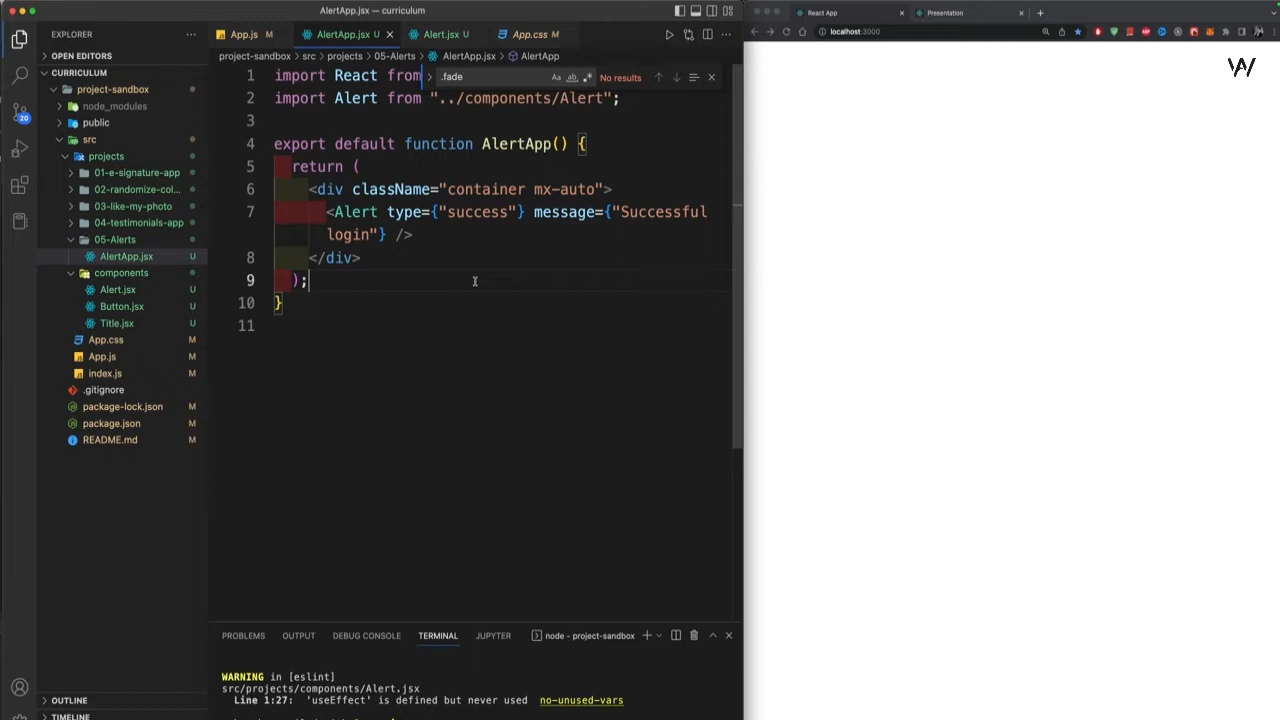 AlertApp.jsx — curriculum
React App
Presentation
localhost:3000
EXPLORER
App.js M
AlertApp.jsx U
Alert.jsx U
App.css M
OPEN EDITORS
project-sandbox > src > projects > 05-Alerts > AlertApp.jsx > AlertApp
CURRICULUM
.fade
Aa
ab
No results
project-sandbox
node_modules
public
src
projects
01-e-signature-app
02-randomize-col...
03-like-my-photo
04-testimonials-app
05-Alerts
AlertApp.jsx U
components
Alert.jsx U
Button.jsx U
Title.jsx U
App.css M
App.js M
index.js M
.gitignore
package-lock.json M
package.json M
README.md M
20
1 import React from
2 import Alert from "../components/Alert";
3
4 export default function AlertApp() {
5 return (
6 <div className="container mx-auto">
7 <Alert type={"success"} message={"Successful
login"} />
8 </div>
9 );
10 }
11
PROBLEMS OUTPUT DEBUG CONSOLE TERMINAL JUPYTER
node - project-sandbox
WARNING in [eslint]
src/projects/components/Alert.jsx
Line 1:27: 'useEffect' is defined but never used no-unused-vars
OUTLINE
TIMELINE
W